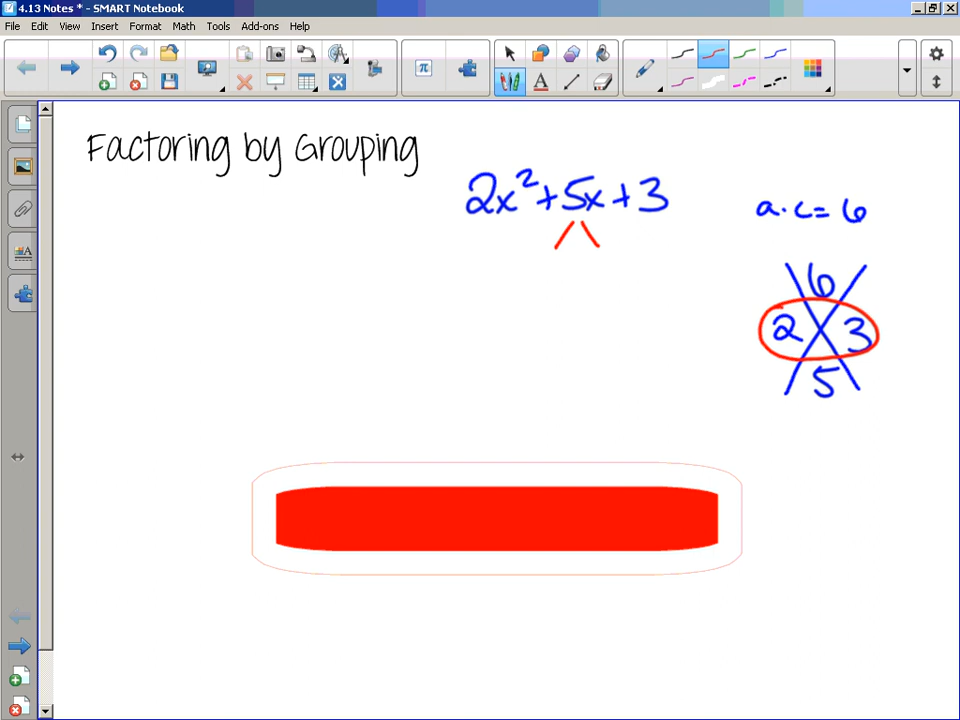 4.13 Notes * - SMART Notebook
File Edit View Insert Format Math Tools Add-ons Help
π
A
Factoring by Grouping
2x²+5x+3
a·c=6
6
2 3
5